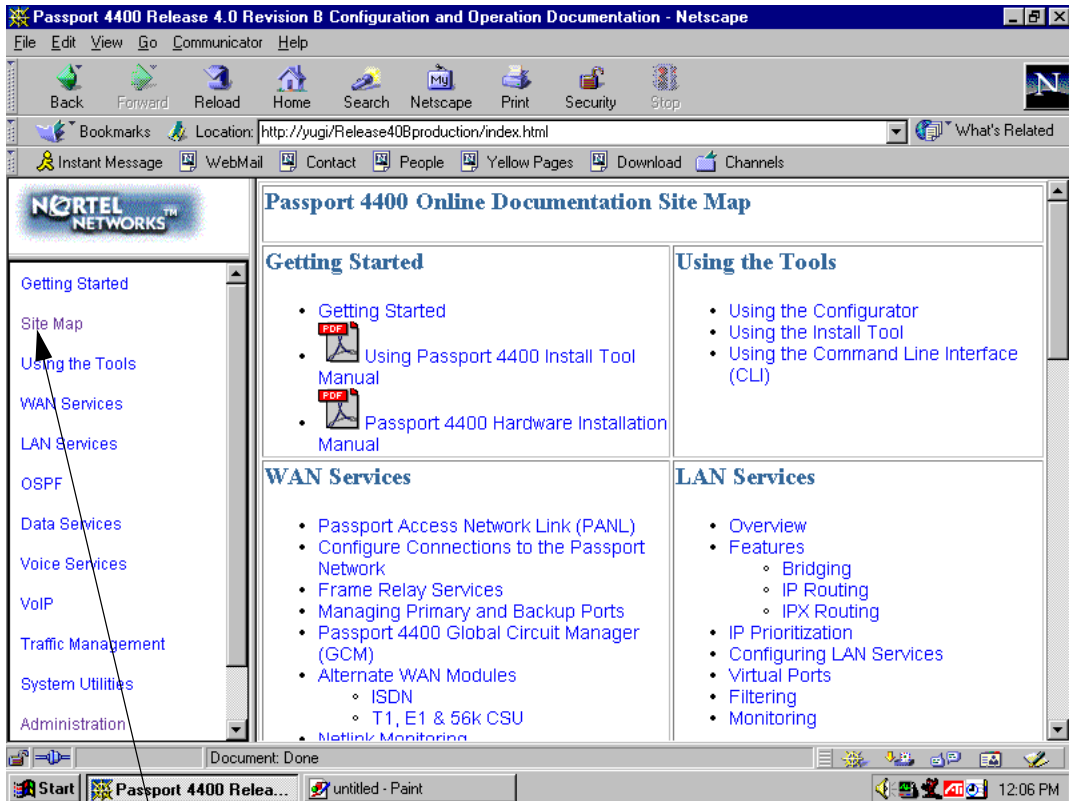 Passport 4400 Release 4.0 Revision B Configuration and Operation Documentation - Netscape
File Edit View Go Communicator Help
Back Forward Reload Home Search Netscape Print Security Stop
My
N
Bookmarks Location: http://yugi/Release40Bproduction/index.html What's Related
Instant Message WebMail Contact People Yellow Pages Download Channels
NORTEL NETWORKS™
Getting Started
Site Map
Using the Tools
WAN Services
LAN Services
OSPF
Data Services
Voice Services
VoIP
Traffic Management
System Utilities
Administration
Passport 4400 Online Documentation Site Map
Getting Started
• Getting Started
PDF
• Using Passport 4400 Install Tool
Manual
PDF
• Passport 4400 Hardware Installation
Manual
Using the Tools
• Using the Configurator
• Using the Install Tool
• Using the Command Line Interface
(CLI)
WAN Services
• Passport Access Network Link (PANL)
• Configure Connections to the Passport
Network
• Frame Relay Services
• Managing Primary and Backup Ports
• Passport 4400 Global Circuit Manager
(GCM)
• Alternate WAN Modules
◦ ISDN
◦ T1, E1 & 56k CSU
• Netlink Monitoring
LAN Services
• Overview
• Features
◦ Bridging
◦ IP Routing
◦ IPX Routing
• IP Prioritization
• Configuring LAN Services
• Virtual Ports
• Filtering
• Monitoring
Document: Done
Start Passport 4400 Relea... untitled - Paint ATI 12:06 PM